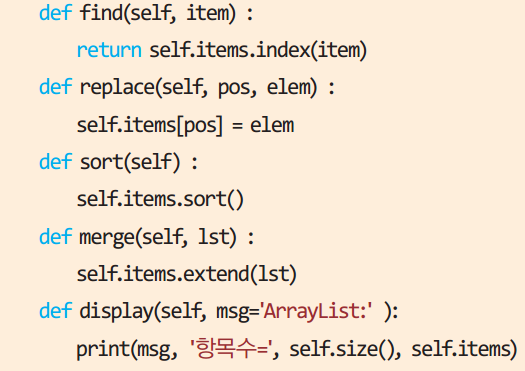 def find(self, item) :
return self.items.index(item)
def replace(self, pos, elem) :
self.items[pos] = elem
def sort(self) :
self.items.sort()
def merge(self, lst) :
self.items.extend(lst)
def display(self, msg='ArrayList:' ):
print(msg, '항목수=', self.size(), self.items)